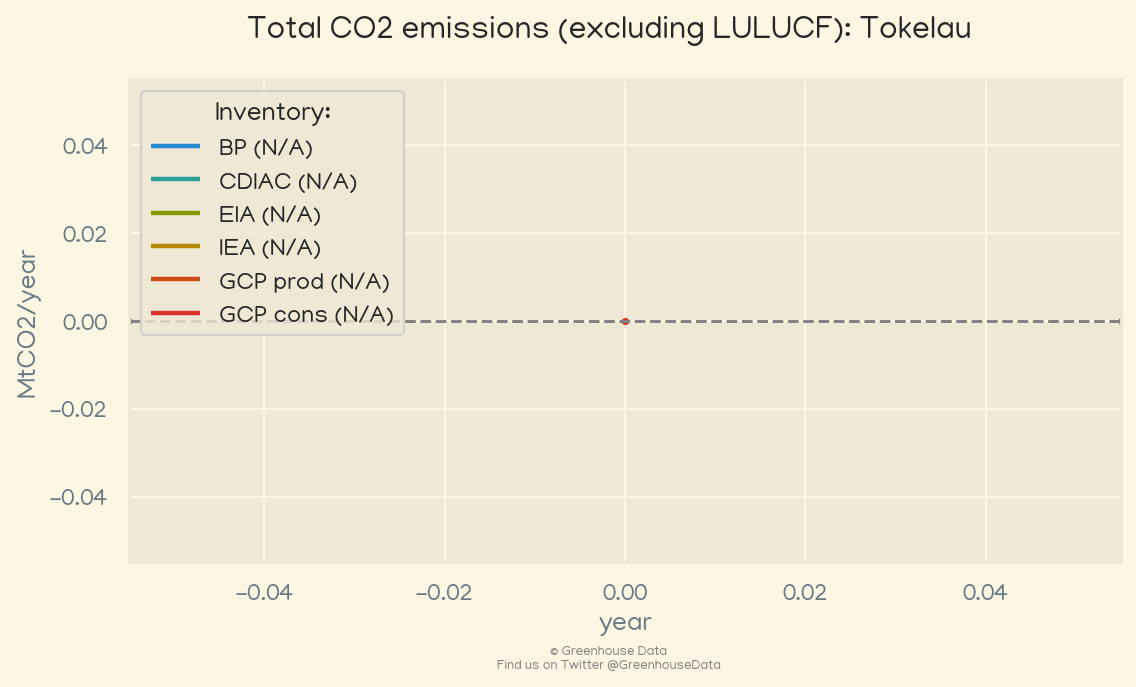 Total CO2 emissions (excluding LULUCF): Tokelau
Inventory:
BP (N/A)
CDIAC (N/A)
EIA (N/A)
IEA (N/A)
GCP prod (N/A)
GCP cons (N/A)
MtCO2/year
0.04
0.02
0.00
−0.02
−0.04
−0.04 −0.02 0.00 0.02 0.04
year
© Greenhouse Data
Find us on Twitter @GreenhouseData